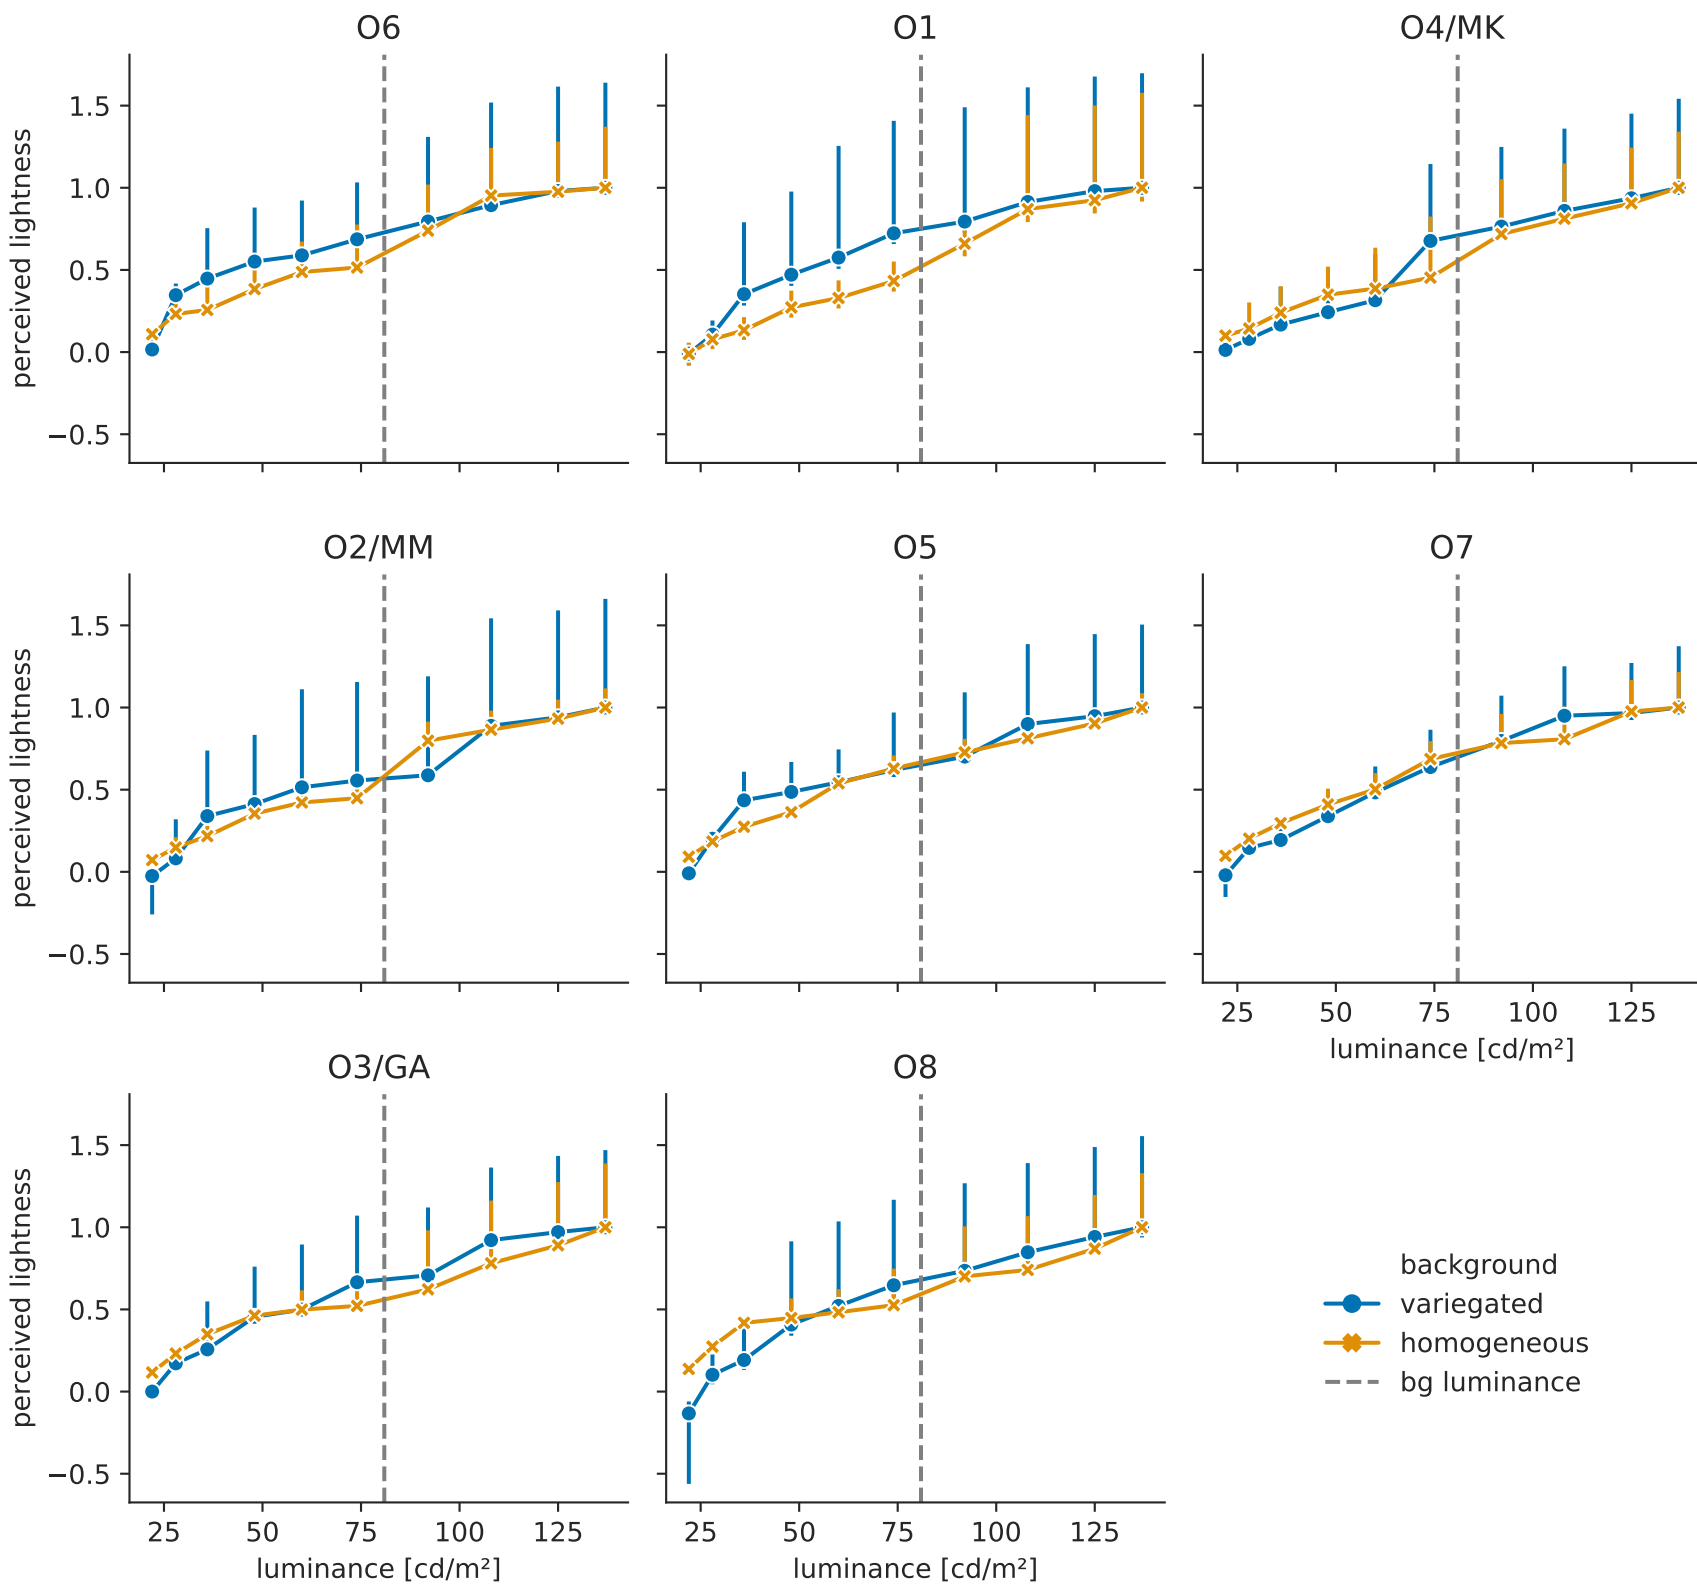 O6
O1
O4/MK
perceived lightness
1.5
1.0
0.5
0.0
−0.5
O2/MM
O5
O7
perceived lightness
1.5
1.0
0.5
0.0
−0.5
25 50 75 100 125
luminance [cd/m²]
O3/GA
O8
perceived lightness
1.5
1.0
0.5
0.0
−0.5
25 50 75 100 125
luminance [cd/m²]
25 50 75 100 125
luminance [cd/m²]
background
variegated
homogeneous
bg luminance